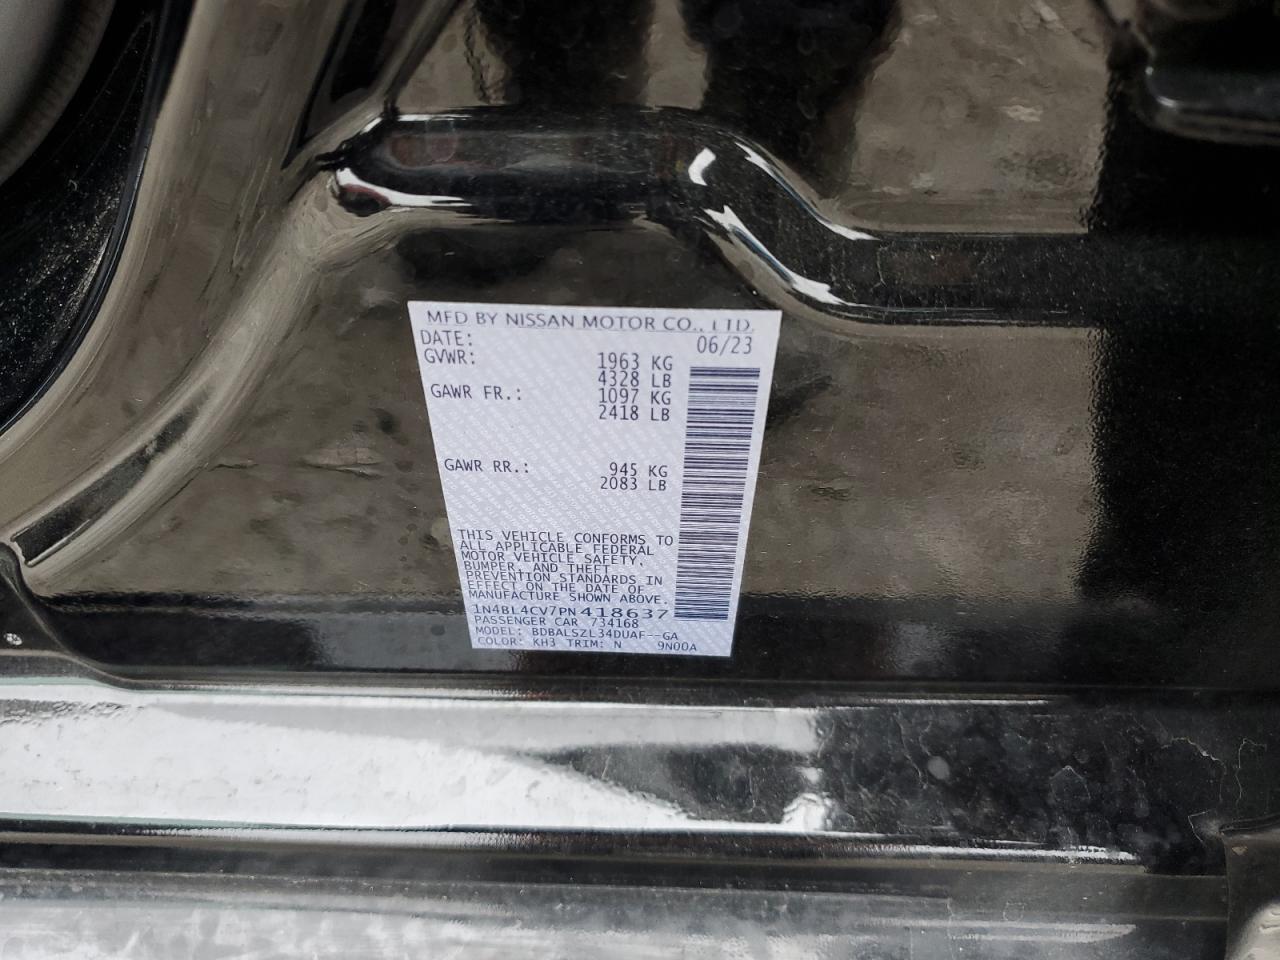 MFD BY NISSAN MOTOR CO., LTD.
DATE: 06/23
GVWR: 1963 KG
4328 LB
GAWR FR.: 1097 KG
2418 LB
GAWR RR.: 945 KG
2083 LB
THIS VEHICLE CONFORMS TO
ALL APPLICABLE FEDERAL
MOTOR VEHICLE SAFETY,
BUMPER, AND THEFT
PREVENTION STANDARDS IN
EFFECT ON THE DATE OF
MANUFACTURE SHOWN ABOVE.
1N4BL4CV7PN418637
PASSENGER CAR 734168
MODEL: BDBALSZL34DUAF--GA
COLOR: KH3 TRIM: N 9N00A